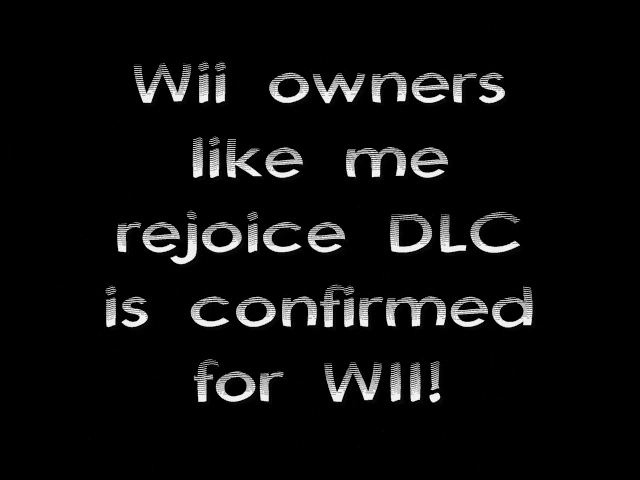 Wii owners
like me
rejoice DLC
is confirmed
for WII!